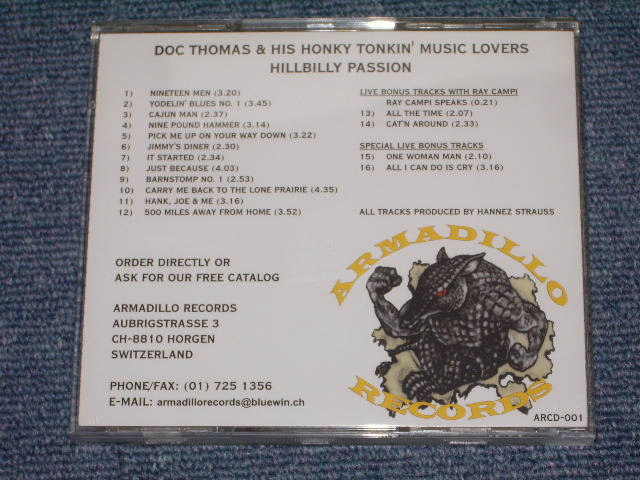 DOC THOMAS & HIS HONKY TONKIN' MUSIC LOVERS
HILLBILLY PASSION
1) NINETEEN MEN (3.20)
2) YODELIN' BLUES NO. 1 (3.45)
3) CAJUN MAN (2.37)
4) NINE POUND HAMMER (3.14)
5) PICK ME UP ON YOUR WAY DOWN (3.22)
6) JIMMY'S DINER (2.30)
7) IT STARTED (2.34)
8) JUST BECAUSE (4.03)
9) BARNSTOMP NO. 1 (2.53)
10) CARRY ME BACK TO THE LONE PRAIRIE (4.35)
11) HANK, JOE & ME (3.16)
12) 500 MILES AWAY FROM HOME (3.52)
LIVE BONUS TRACKS WITH RAY CAMPI
RAY CAMPI SPEAKS (0.21)
13) ALL THE TIME (2.07)
14) CAT'N AROUND (2.33)
SPECIAL LIVE BONUS TRACKS
15) ONE WOMAN MAN (2.10)
16) ALL I CAN DO IS CRY (3.16)
ALL TRACKS PRODUCED BY HANNEZ STRAUSS
ORDER DIRECTLY OR
ASK FOR OUR FREE CATALOG
ARMADILLO RECORDS
AUBRIGSTRASSE 3
CH-8810 HORGEN
SWITZERLAND
PHONE/FAX: (01) 725 1356
E-MAIL: armadillorecords@bluewin.ch
ARMADILLO
RECORDS
ARCD-001